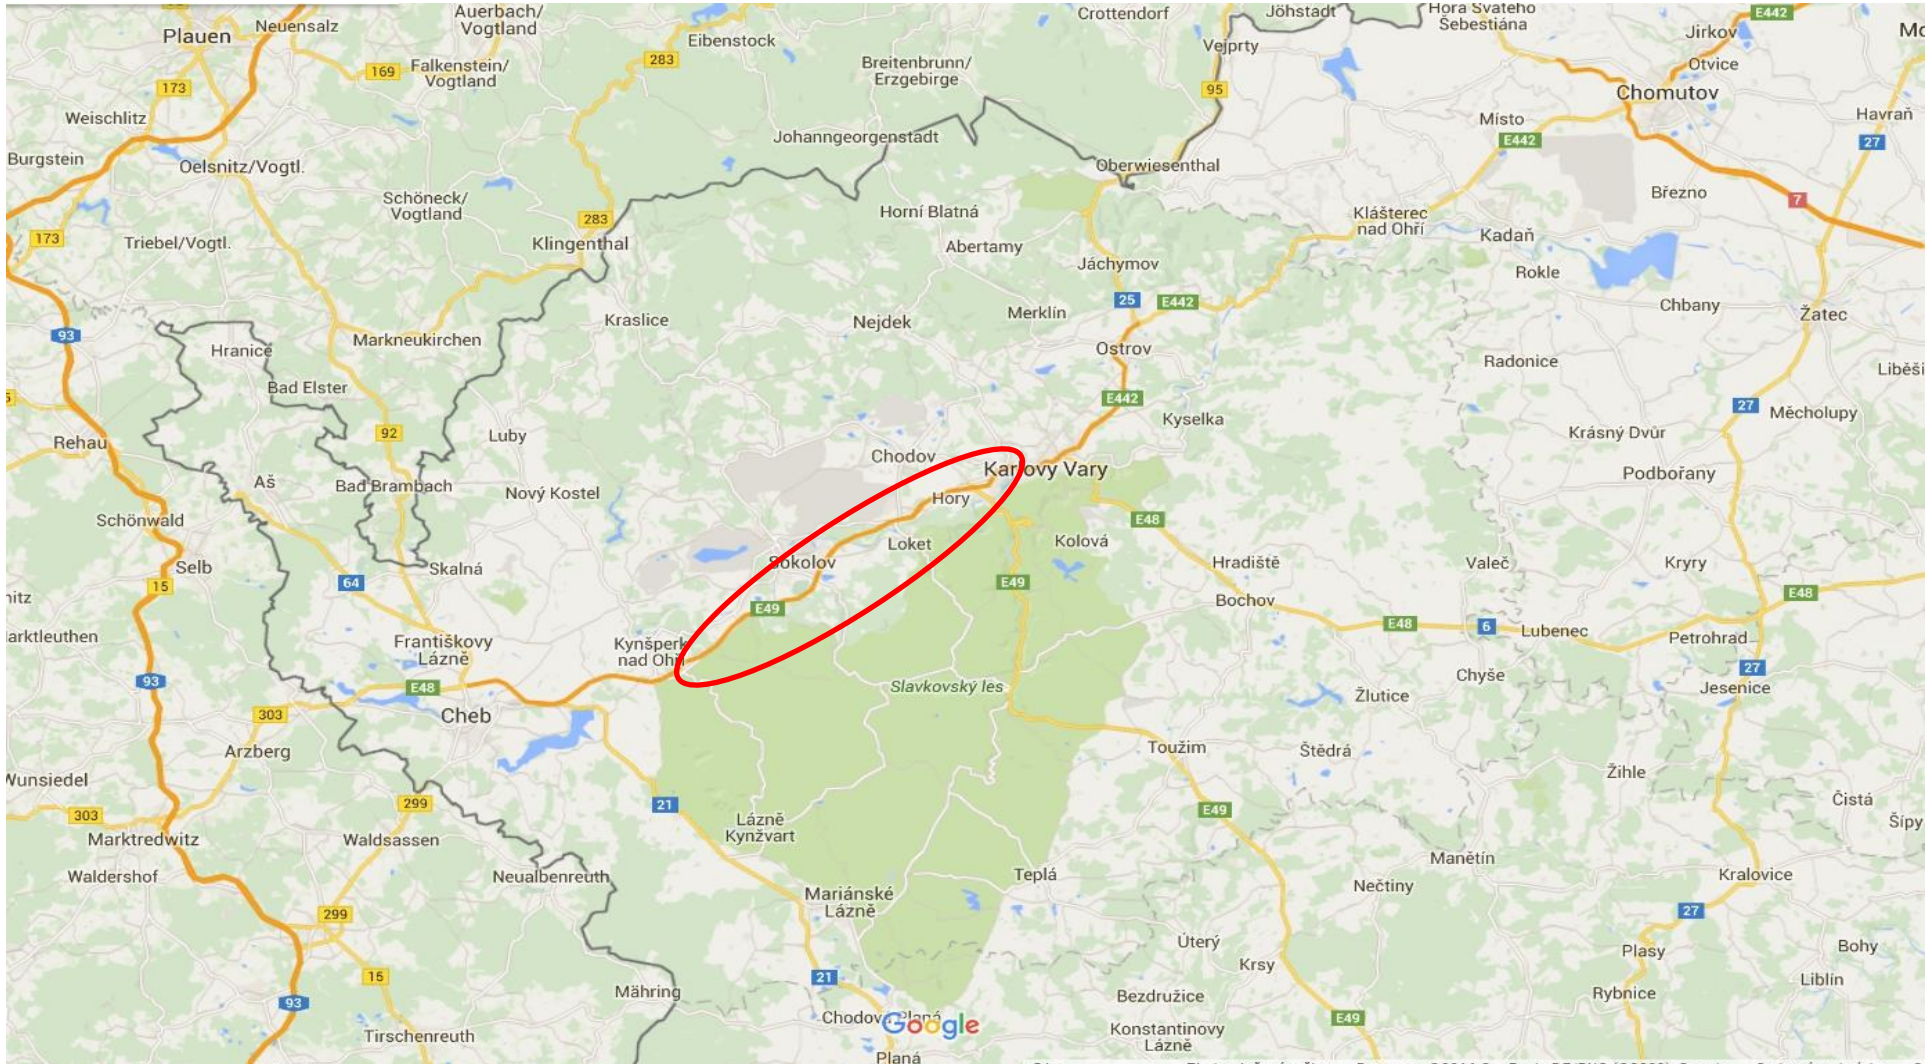 Auerbach/
Vogtland
Crottendorf
Jöhstadt
Hora Svatého
Šebestiána
E442
Plauen
Neuensalz
Eibenstock
Vejprty
Jirkov
Falkenstein/
Vogtland
169
283
Breitenbrunn/
Erzgebirge
Otvice
173
95
Chomutov
Weischlitz
Johanngeorgenstadt
Místo
Havraň
E442
27
Burgstein
Oelsnitz/Vogtl.
Oberwiesenthal
Schöneck/
Vogtland
Březno
7
283
Horní Blatná
Klášterec
nad Ohří
173
Triebel/Vogtl.
Klingenthal
Abertamy
Kadaň
Jáchymov
Rokle
25
E442
Chbany
Kraslice
Nejdek
Merklín
Žatec
93
Markneukirchen
Hranice
Ostrov
Radonice
Bad Elster
E442
27
Měcholupy
92
Luby
Kyselka
Krásný Dvůr
Rehau
Chodov
Karlovy Vary
Podbořany
Aš
Bad Brambach
Nový Kostel
Hory
Schönwald
E48
Loket
Kolová
Selb
Skalná
Sokolov
Hradiště
Valeč
Kryry
15
64
E49
E49
Bochov
E48
E48
6
Lubenec
Petrohrad
Františkovy
Lázně
Kynšperk
nad Ohří
27
93
E48
Slavkovský les
Chyše
Jesenice
303
Cheb
Žlutice
Arzberg
Toužim
Štědrá
Žihle
Wunsiedel
299
21
E49
Čistá
303
Lázně
Kynžvart
Marktredwitz
Waldsassen
Manětín
Waldershof
Neualbenreuth
Teplá
Nečtiny
Kralovice
Mariánské
Lázně
299
27
Úterý
Plasy
Bohy
15
21
Krsy
Liblín
93
Mähring
Bezdružice
Rybnice
Chodová Planá
Google
E49
Tirschenreuth
Konstantinovy
Lázně
Planá